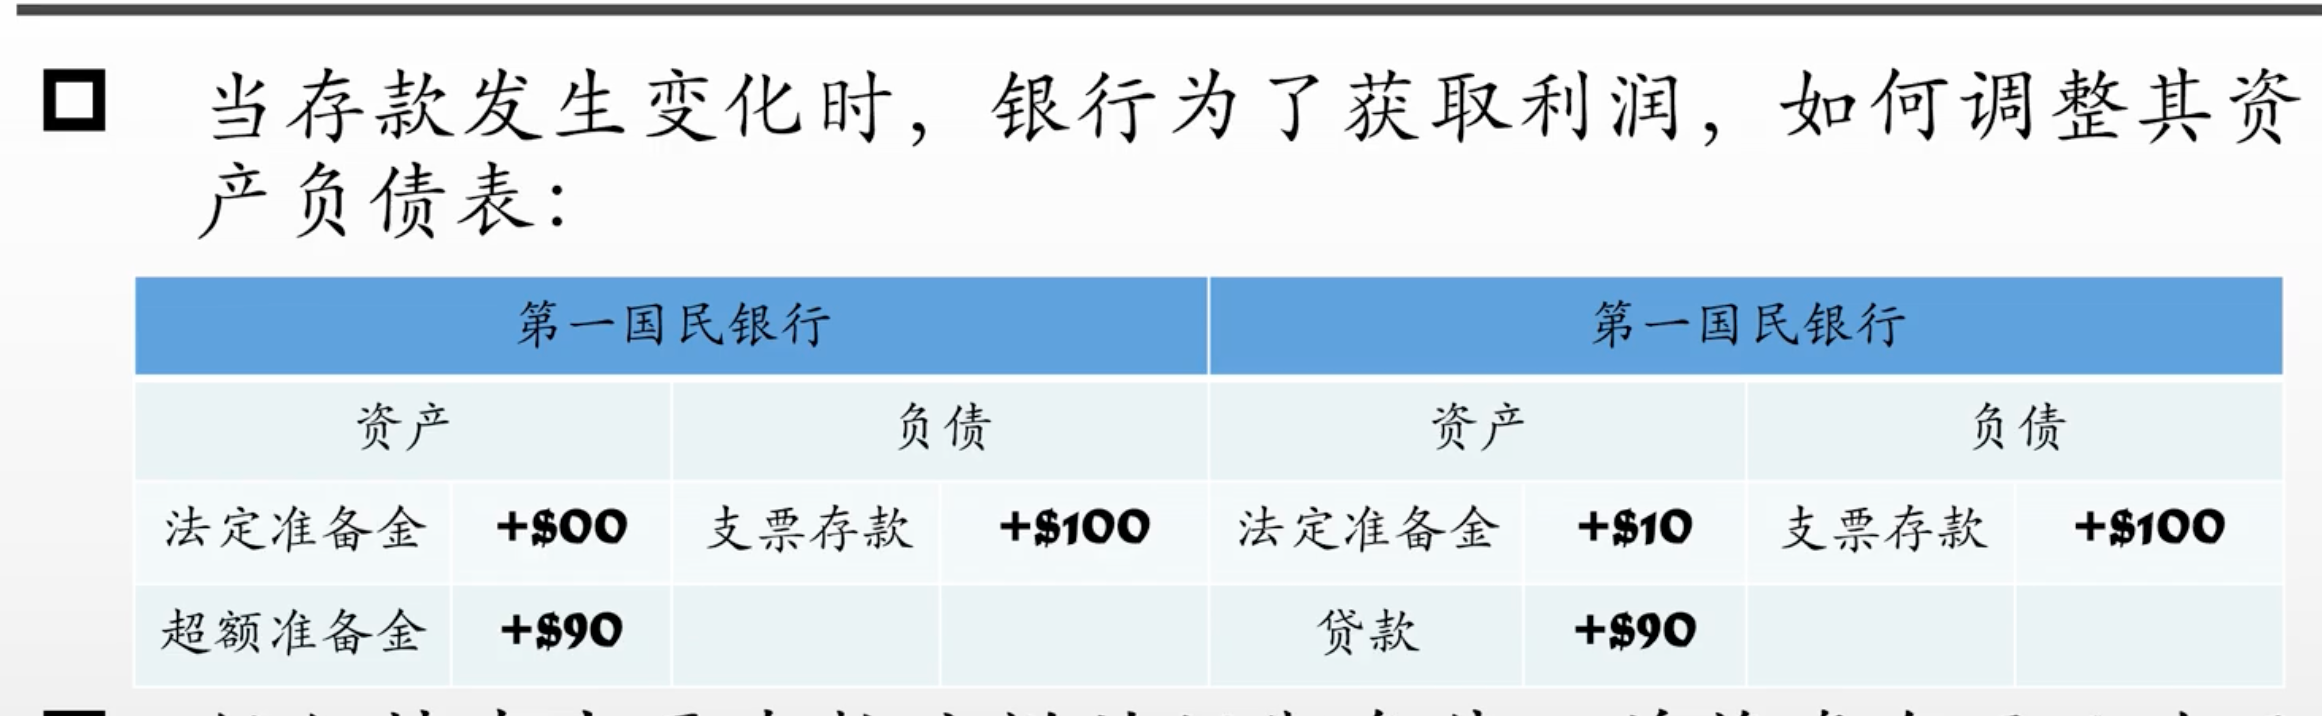 当存款发生变化时，银行为了获取利润，如何调整其资
产负债表：
第一国民银行 第一国民银行
资产 负债 资产 负债
法定准备金 +$00 支票存款 +$100 法定准备金 +$10 支票存款 +$100
超额准备金 +$90 贷款 +$90